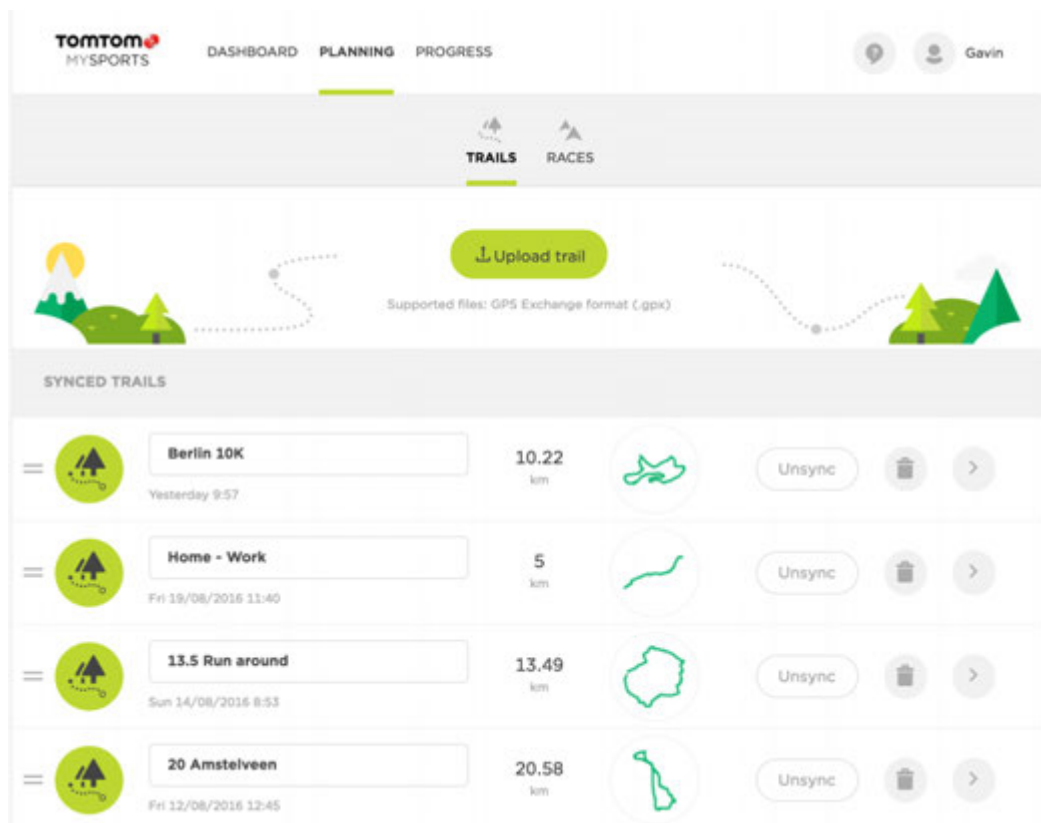 TOMTOM
MYSPORTS
DASHBOARD PLANNING PROGRESS
Gavin
TRAILS RACES
Upload trail
Supported files: GPS Exchange format (.gpx)
SYNCED TRAILS
Berlin 10K
10.22
km
Unsync
Yesterday 9:57
Home - Work
5
km
Unsync
Fri 19/08/2016 11:40
13.5 Run around
13.49
km
Unsync
Sun 14/08/2016 8:53
20 Amstelveen
20.58
km
Unsync
Fri 12/08/2016 12:45